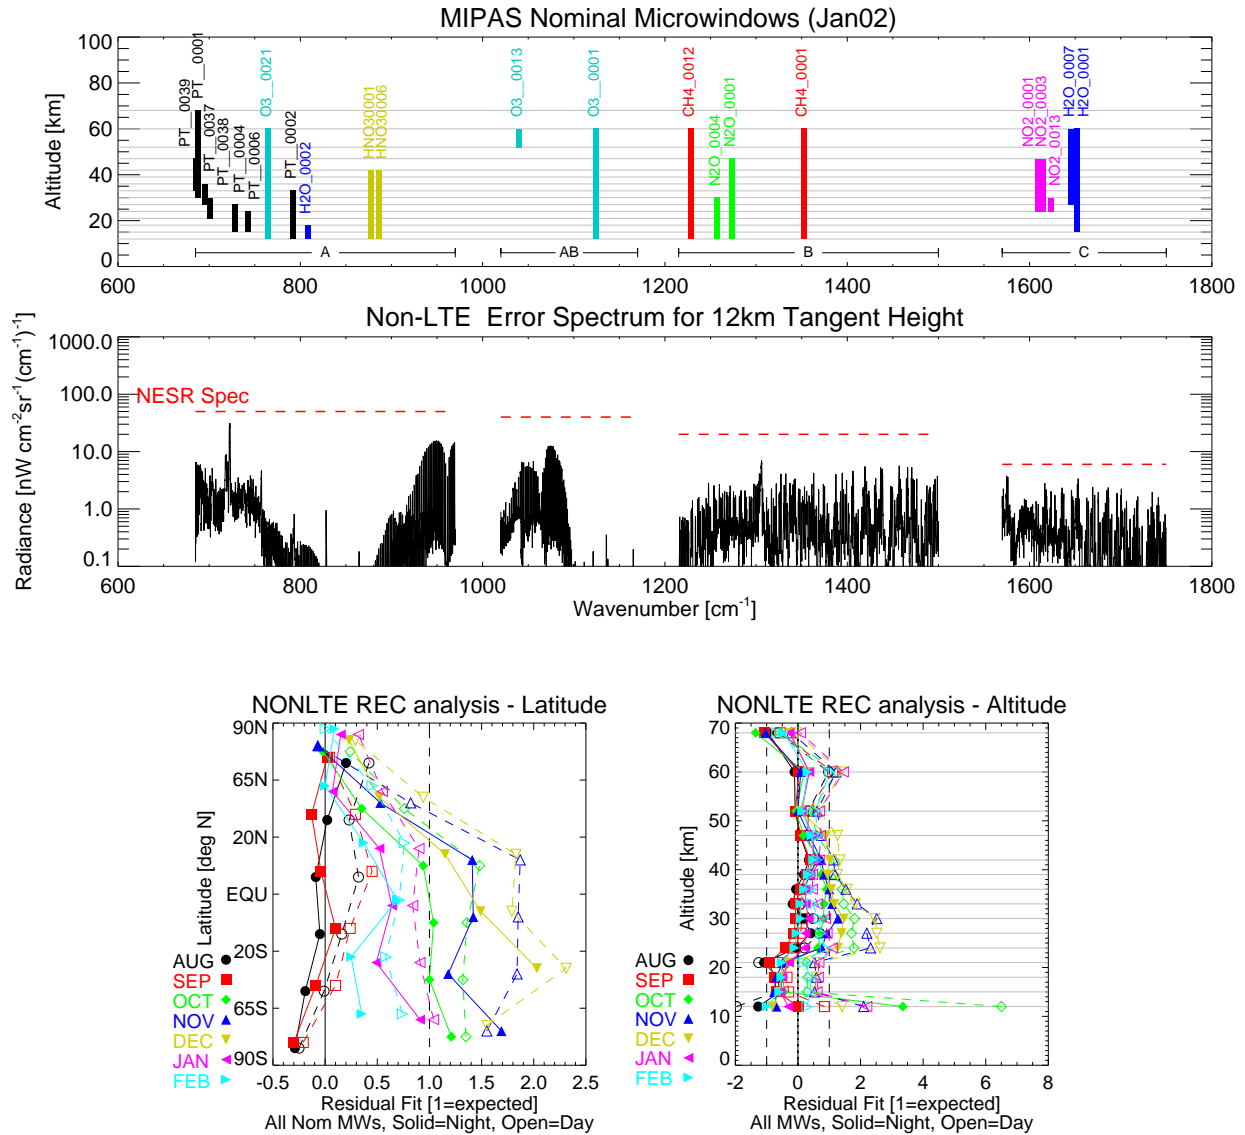 MIPAS Nominal Microwindows (Jan02)
Altitude [km]
100
80
60
40
20
0
PT__0039
PT__0001
PT__0037
PT__0038
PT__0004
PT__0006
O3__0021
PT__0002
H2O_0002
HNO30001
HNO30006
O3__0013
O3__0001
CH4_0012
N2O_0004
N2O_0001
CH4_0001
NO2_0001
NO2_0003
NO2_0013
H2O_0007
H2O_0001
A
AB
B
C
600 800 1000 1200 1400 1600 1800
Non-LTE Error Spectrum for 12km Tangent Height
Radiance [nW cm-2sr-1(cm-1)-1]
1000.0
100.0
10.0
1.0
0.1
NESR Spec
600 800 1000 1200 1400 1600 1800
Wavenumber [cm-1]
NONLTE REC analysis - Latitude
Latitude [deg N]
90N
65N
20N
EQU
20S
65S
90S
AUG
SEP
OCT
NOV
DEC
JAN
FEB
-0.5 0.0 0.5 1.0 1.5 2.0 2.5
Residual Fit [1=expected]
All Nom MWs, Solid=Night, Open=Day
NONLTE REC analysis - Altitude
Altitude [km]
70
60
50
40
30
20
10
0
AUG
SEP
OCT
NOV
DEC
JAN
FEB
-2 0 2 4 6 8
Residual Fit [1=expected]
All MWs, Solid=Night, Open=Day